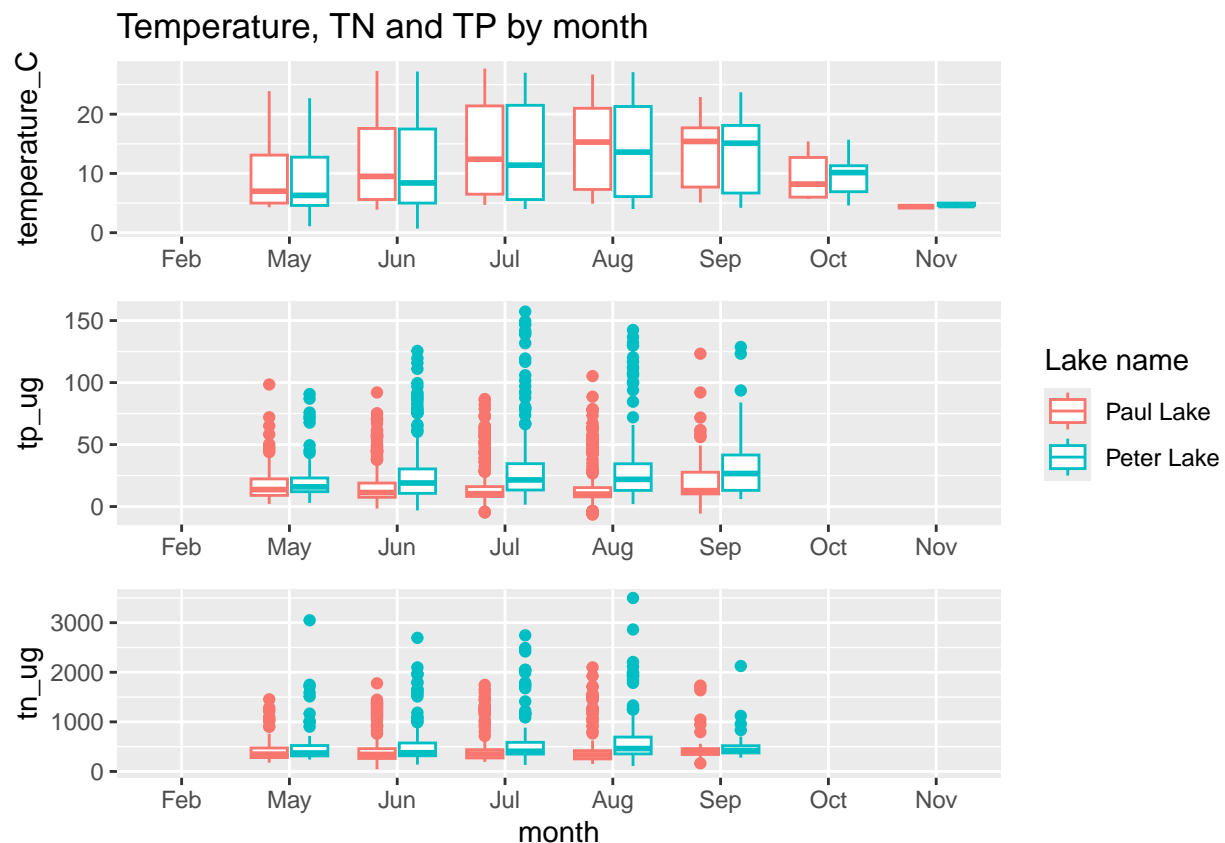 Temperature, TN and TP by month
temperature_C
20
10
0
Feb May Jun Jul Aug Sep Oct Nov
tp_ug
150
100
50
0
Feb May Jun Jul Aug Sep Oct Nov
Lake name
Paul Lake
Peter Lake
tn_ug
3000
2000
1000
0
Feb May Jun Jul Aug Sep Oct Nov
month